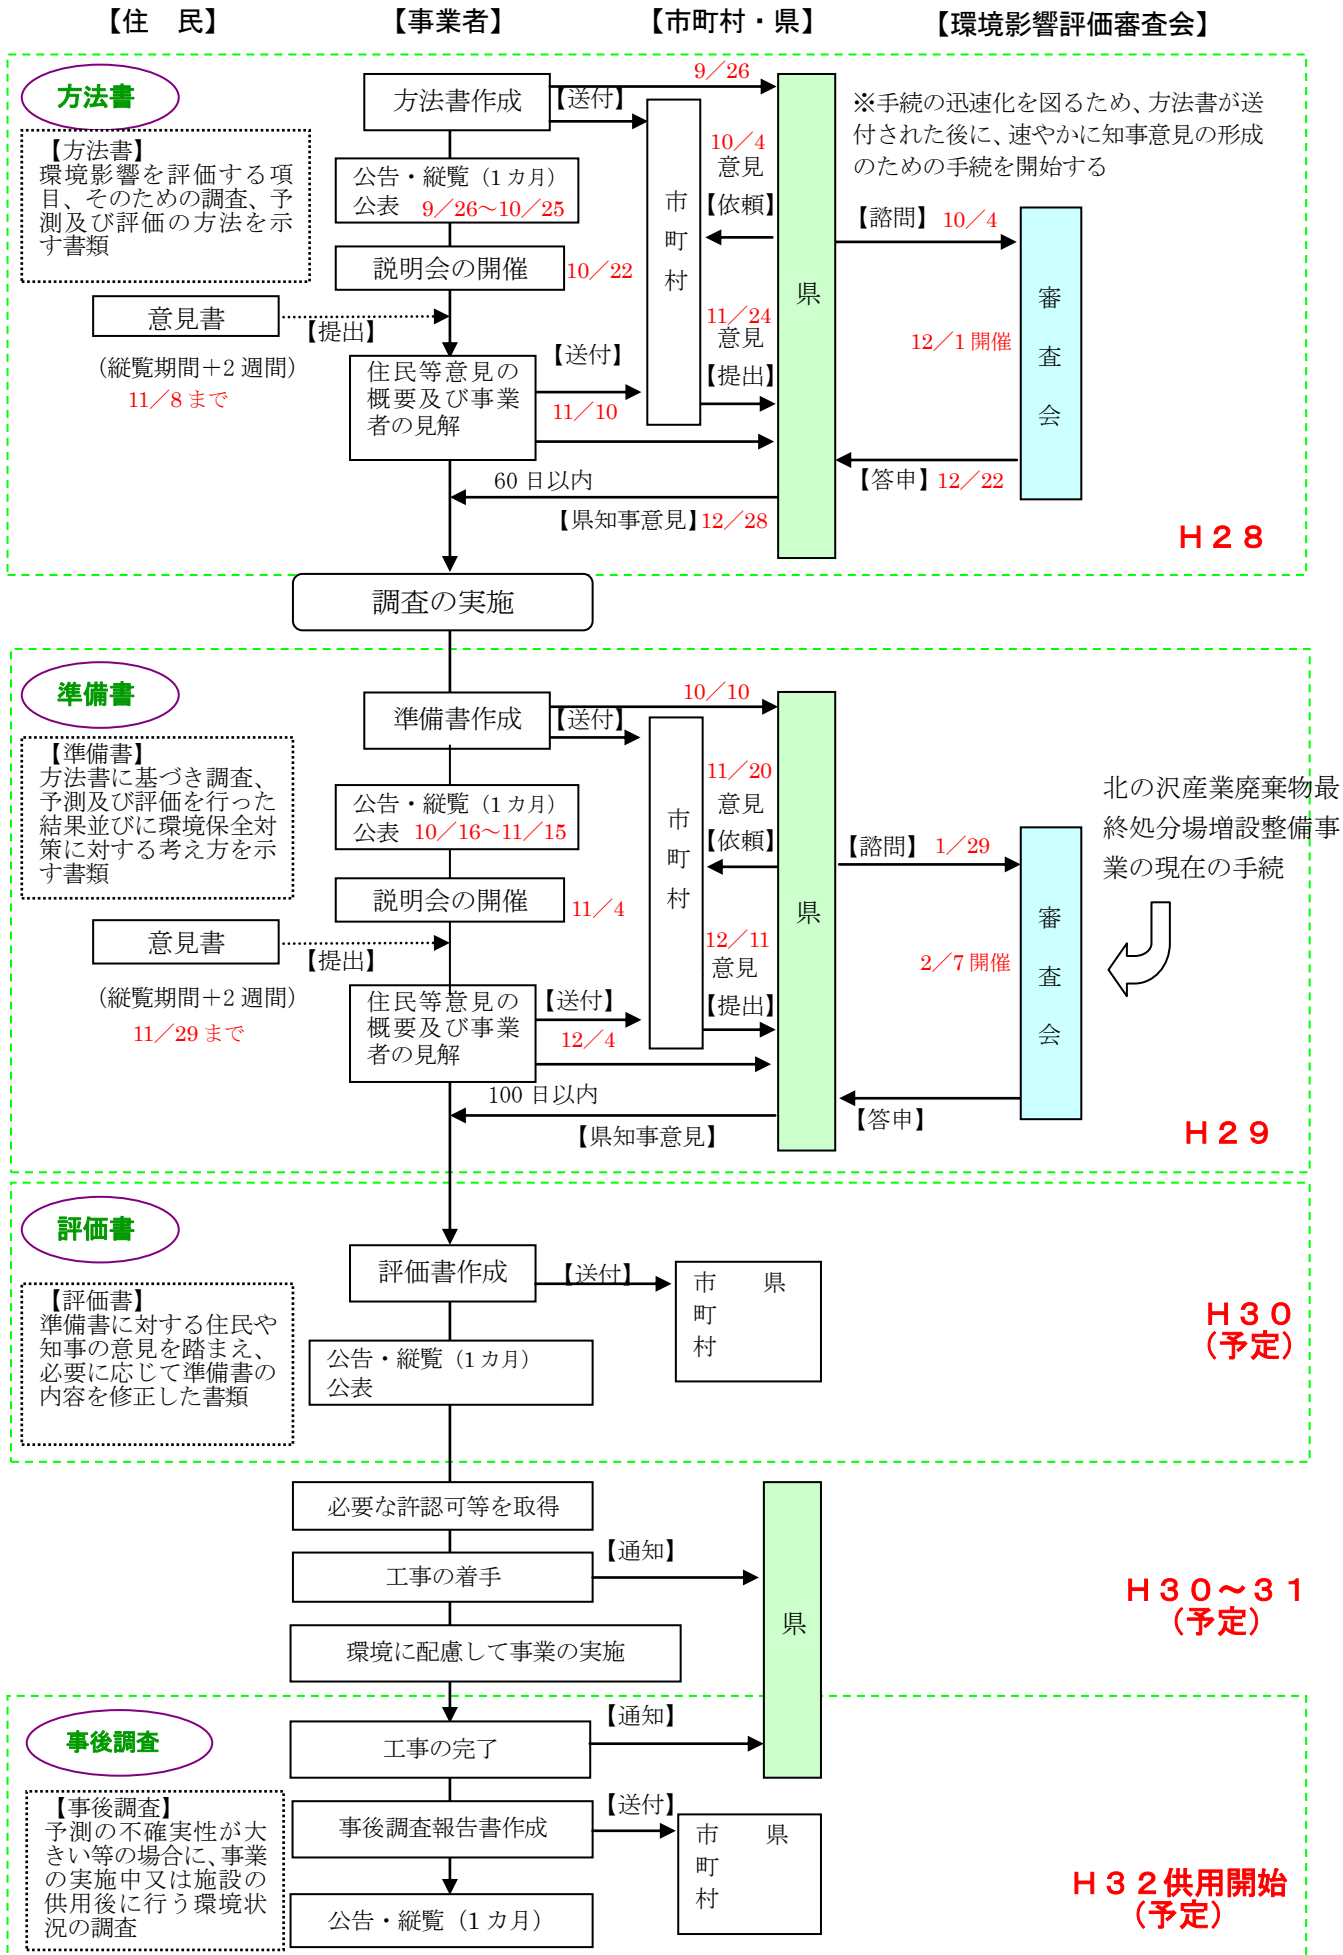 【住　民】
【事業者】
【市町村・県】
【環境影響評価審査会】
方法書
【方法書】
環境影響を評価する項
目、そのための調査、予
測及び評価の方法を示
す書類
方法書作成
【送付】
9／26
※手続の迅速化を図るため、方法書が送
付された後に、速やかに知事意見の形成
のための手続を開始する
公告・縦覧（1カ月）
公表　9／26～10／25
10／4
意見
【依頼】
市
町
村
県
【諮問】10／4
説明会の開催
10／22
意見書
【提出】
（縦覧期間＋2週間）
11／8まで
住民等意見の
概要及び事業
者の見解
【送付】
11／10
11／24
意見
【提出】
審
査
会
12／1開催
【答申】12／22
60日以内
【県知事意見】12／28
H28
調査の実施
準備書
【準備書】
方法書に基づき調査、
予測及び評価を行った
結果並びに環境保全対
策に対する考え方を示
す書類
準備書作成
【送付】
10／10
公告・縦覧（1カ月）
公表　10／16～11／15
11／20
意見
【依頼】
市
町
村
県
【諮問】1／29
北の沢産業廃棄物最
終処分場増設整備事
業の現在の手続
説明会の開催
11／4
意見書
【提出】
（縦覧期間＋2週間）
11／29まで
住民等意見の
概要及び事業
者の見解
【送付】
12／4
12／11
意見
【提出】
審
査
会
2／7開催
【答申】
100日以内
【県知事意見】
H29
評価書
【評価書】
準備書に対する住民や
知事の意見を踏まえ、
必要に応じて準備書の
内容を修正した書類
評価書作成
【送付】
市　県
町
村
公告・縦覧（1カ月）
公表
H30
（予定）
必要な許認可等を取得
工事の着手
【通知】
県
環境に配慮して事業の実施
H30～31
（予定）
事後調査
【事後調査】
予測の不確実性が大
きい等の場合に、事業
の実施中又は施設の
供用後に行う環境状
況の調査
工事の完了
【通知】
事後調査報告書作成
【送付】
市　県
町
村
公告・縦覧（1カ月）
H32供用開始
（予定）